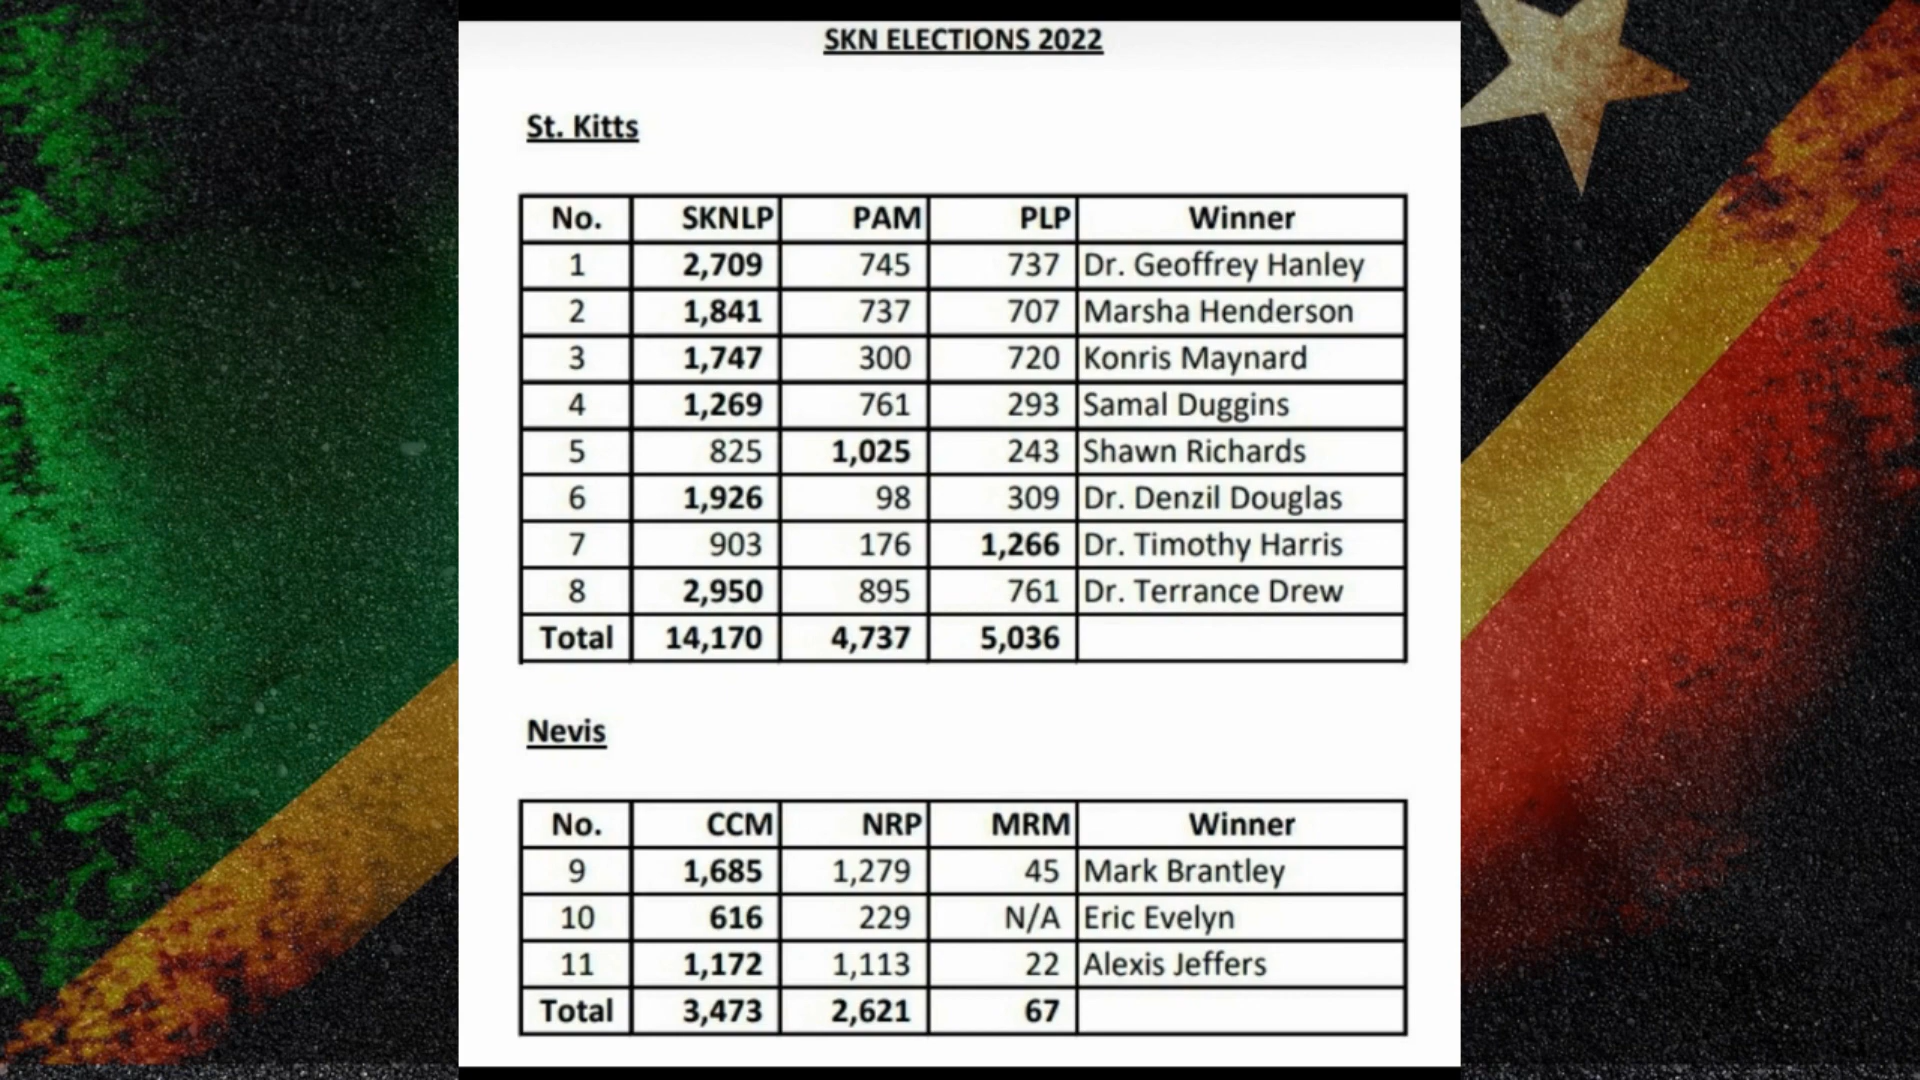 SKN ELECTIONS 2022
St. Kitts
No. SKNLP PAM PLP Winner
1 2,709 745 737 Dr. Geoffrey Hanley
2 1,841 737 707 Marsha Henderson
3 1,747 300 720 Konris Maynard
4 1,269 761 293 Samal Duggins
5 825 1,025 243 Shawn Richards
6 1,926 98 309 Dr. Denzil Douglas
7 903 176 1,266 Dr. Timothy Harris
8 2,950 895 761 Dr. Terrance Drew
Total 14,170 4,737 5,036
Nevis
No. CCM NRP MRM Winner
9 1,685 1,279 45 Mark Brantley
10 616 229 N/A Eric Evelyn
11 1,172 1,113 22 Alexis Jeffers
Total 3,473 2,621 67